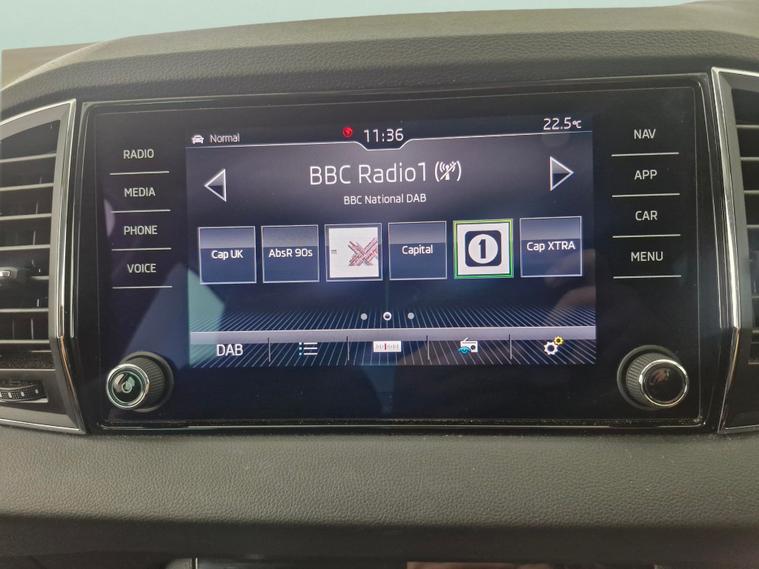 Normal
11:36
22.5°C
RADIO
MEDIA
PHONE
VOICE
BBC Radio1
BBC National DAB
Cap UK
AbsR 90s
Capital
1
Cap XTRA
DAB
NAV
APP
CAR
MENU